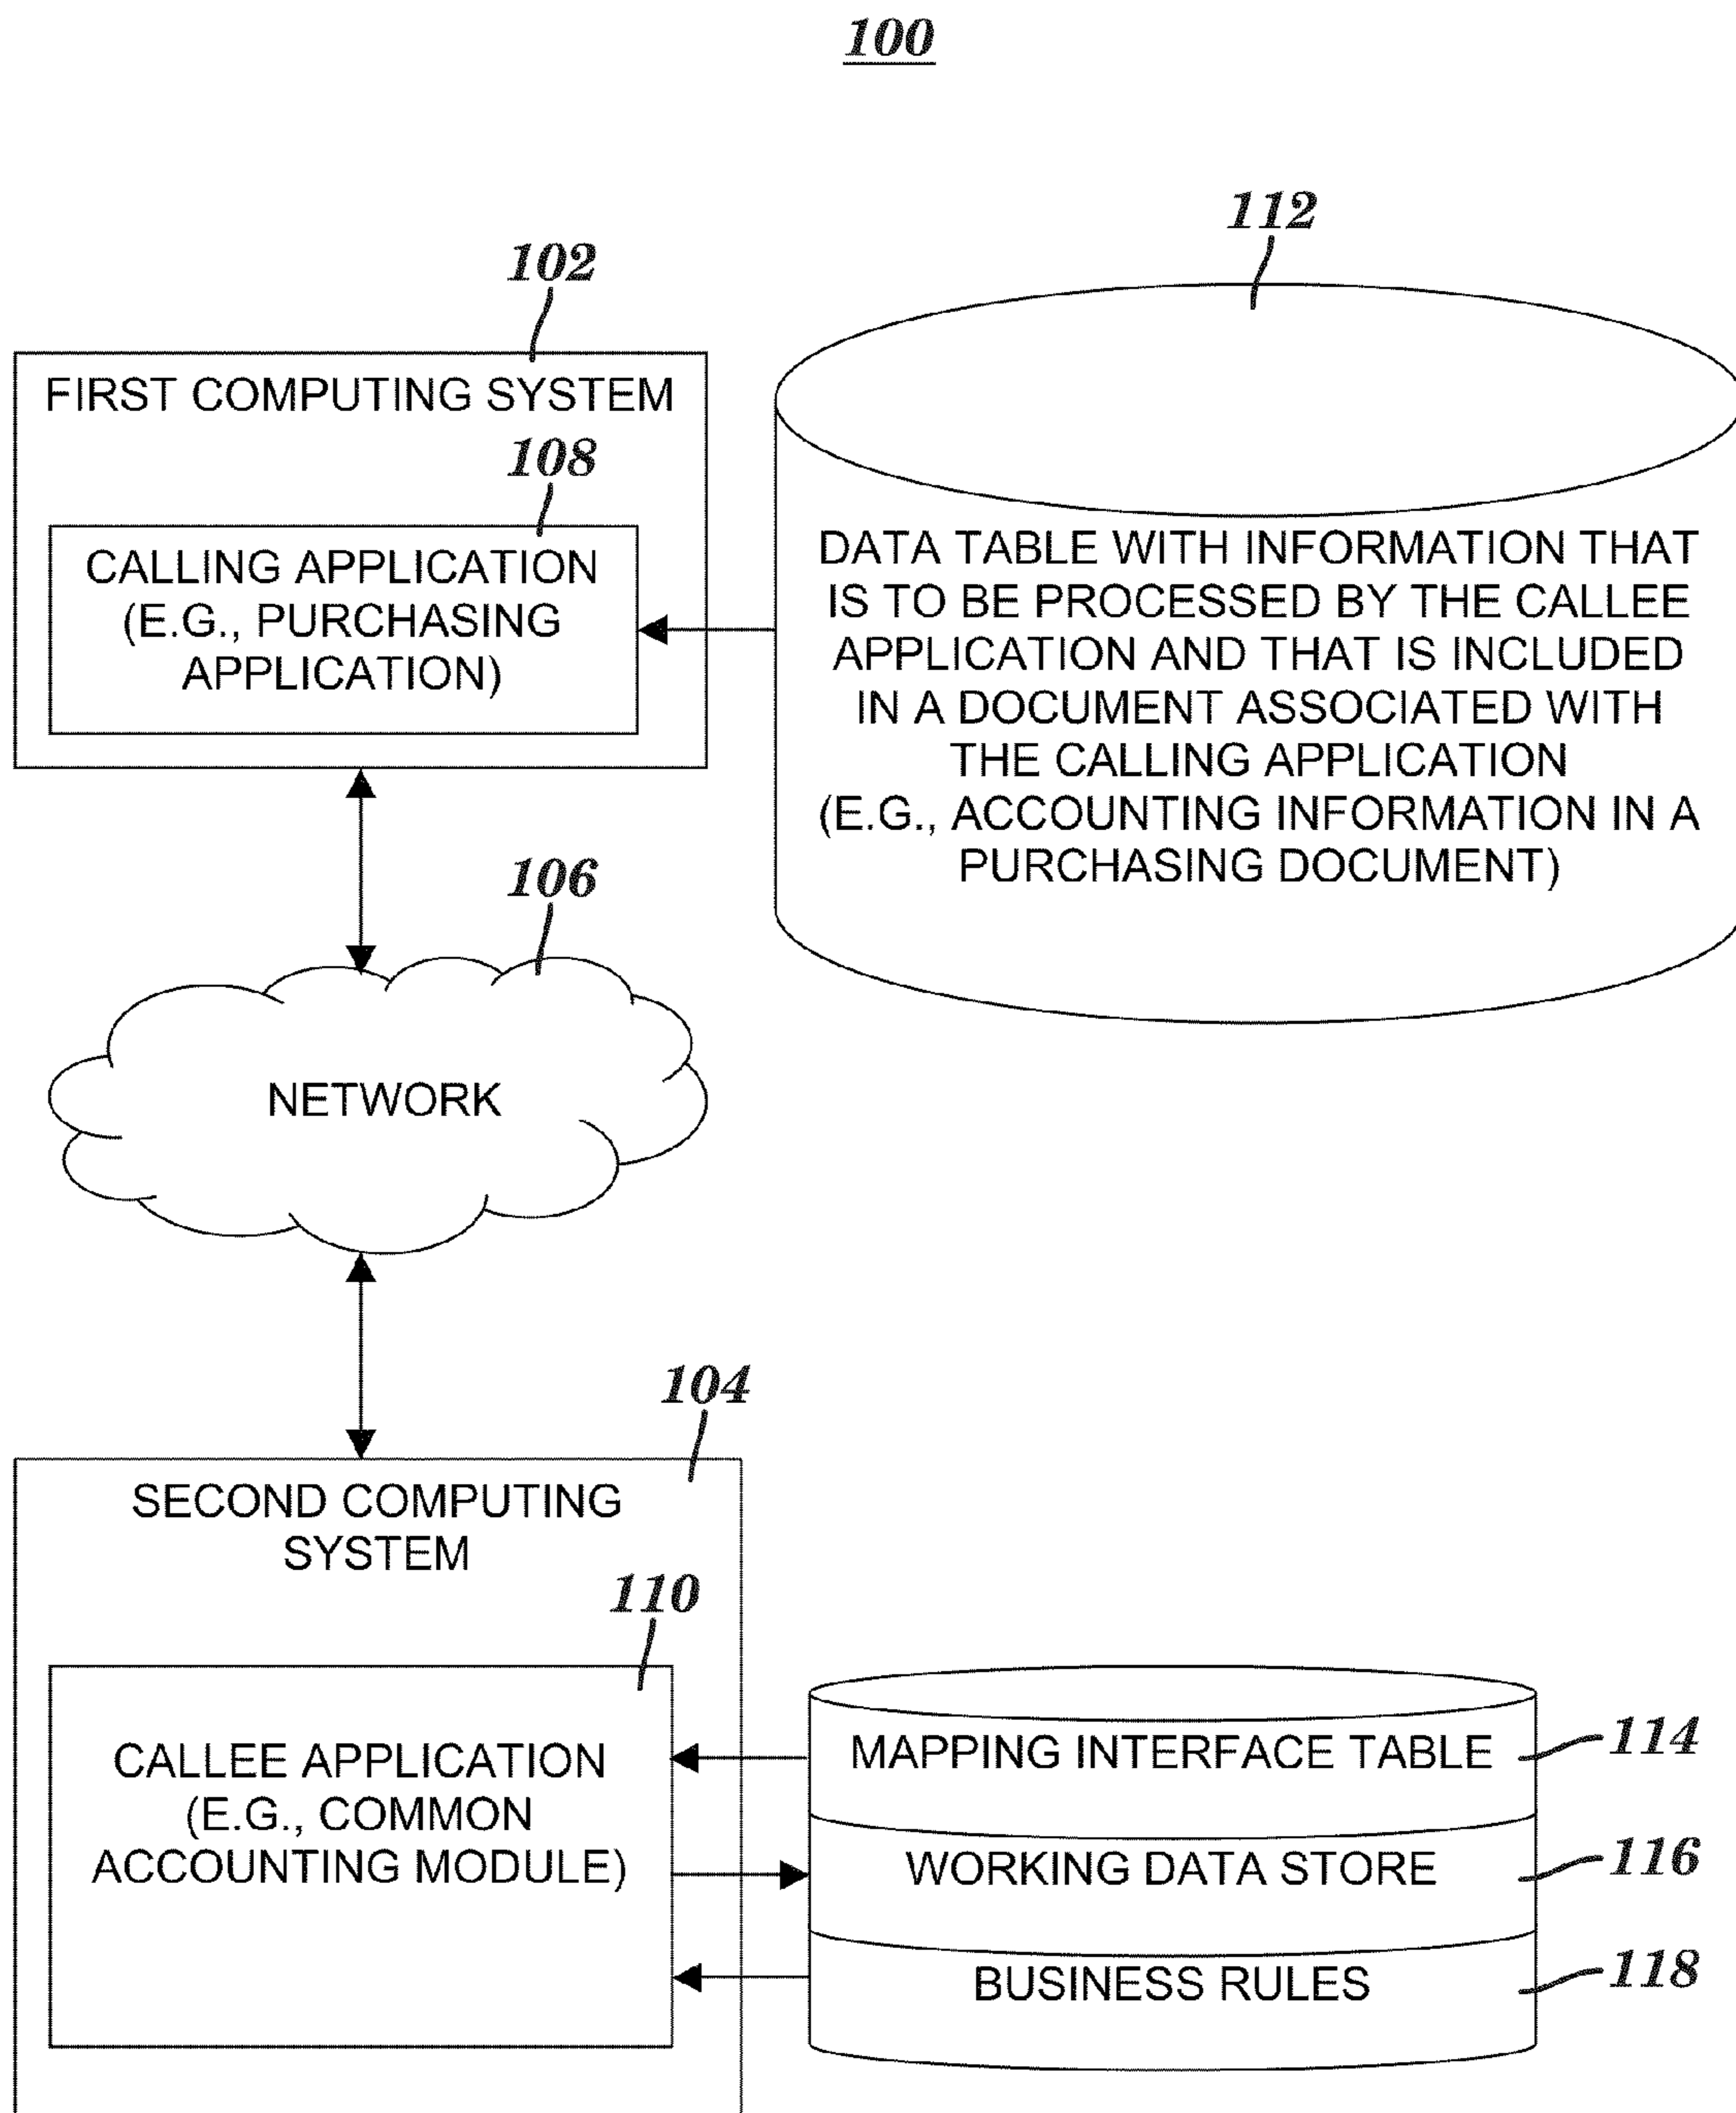 100
112
102
FIRST COMPUTING SYSTEM
108
CALLING APPLICATION
(E.G., PURCHASING
APPLICATION)
DATA TABLE WITH INFORMATION THAT
IS TO BE PROCESSED BY THE CALLEE
APPLICATION AND THAT IS INCLUDED
IN A DOCUMENT ASSOCIATED WITH
THE CALLING APPLICATION
(E.G., ACCOUNTING INFORMATION IN A
PURCHASING DOCUMENT)
106
NETWORK
104
SECOND COMPUTING
SYSTEM
110
CALLEE APPLICATION
(E.G., COMMON
ACCOUNTING MODULE)
MAPPING INTERFACE TABLE
114
WORKING DATA STORE
116
BUSINESS RULES
118